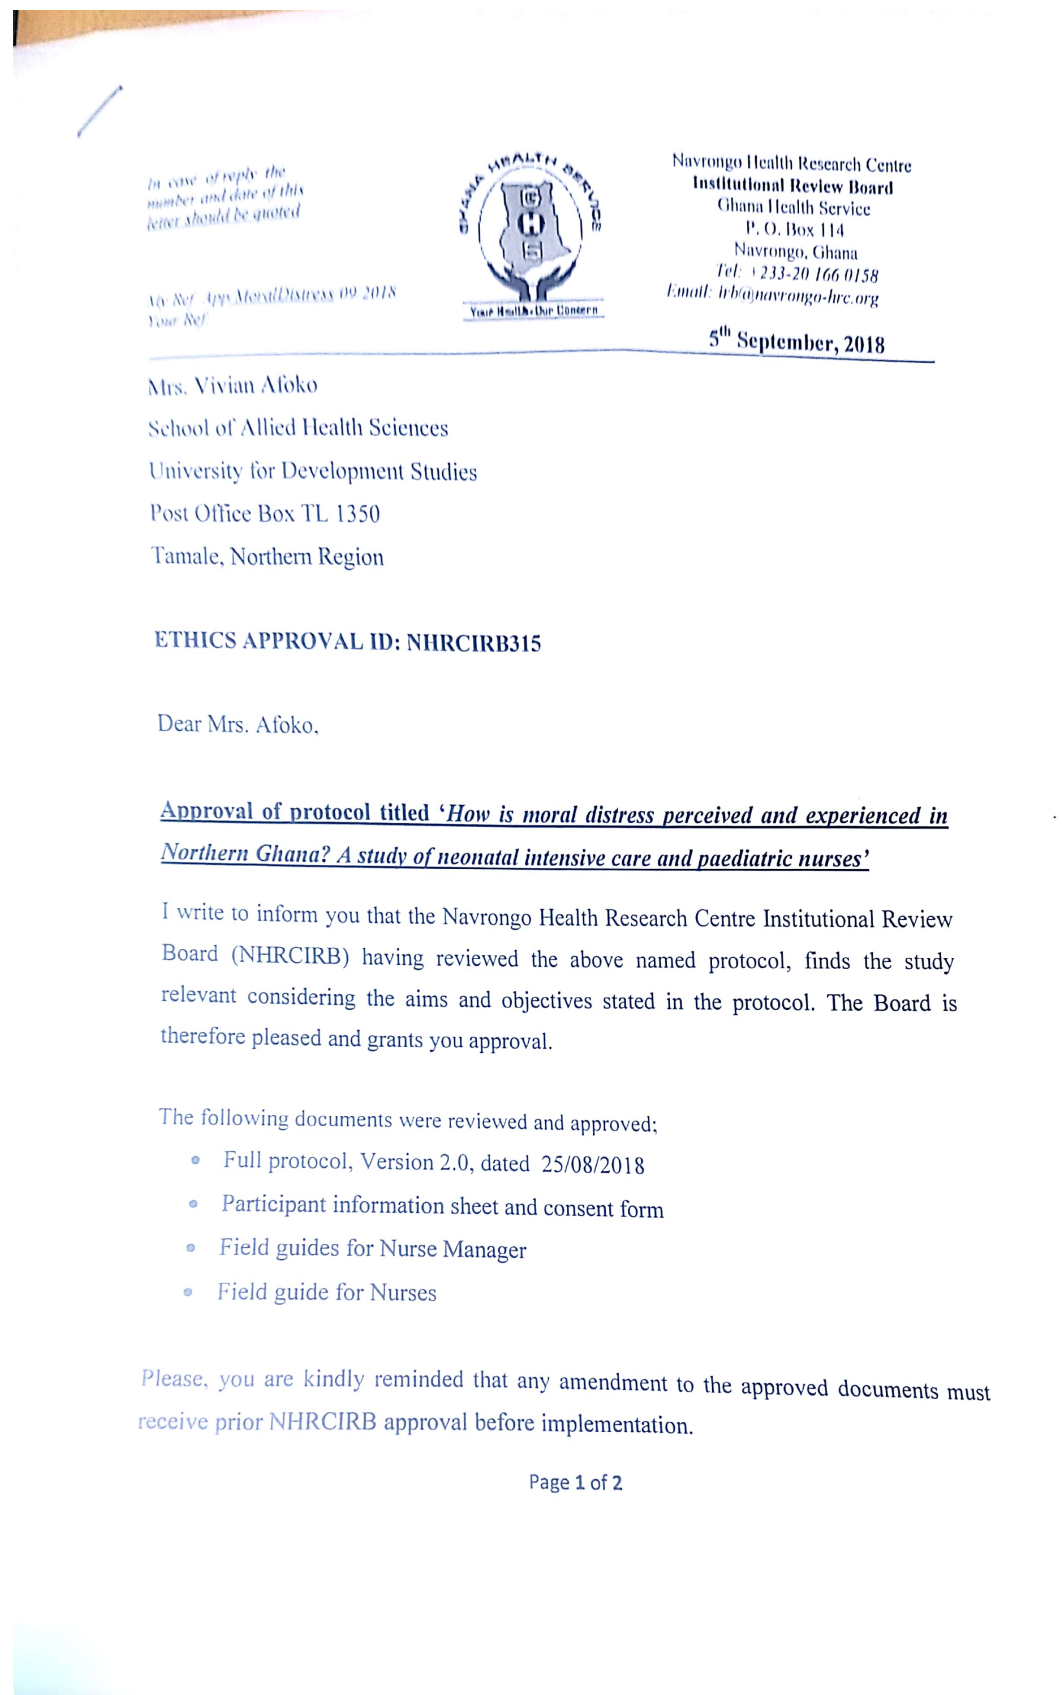 In case of reply the
number and date of this
letter should be quoted
My Ref. App MoralDistress 09 2018
Your Ref
GHANA HEALTH SERVICE
GHS
Your Health - Our Concern
Navrongo Health Research Centre
Institutional Review Board
Ghana Health Service
P. O. Box 114
Navrongo, Ghana
Tel: +233-20 166 0158
Email: irb@navrongo-hrc.org
5th September, 2018
Mrs. Vivian Afoko
School of Allied Health Sciences
University for Development Studies
Post Office Box TL 1350
Tamale, Northern Region
ETHICS APPROVAL ID: NHRCIRB315
Dear Mrs. Afoko,
Approval of protocol titled ‘How is moral distress perceived and experienced in
Northern Ghana? A study of neonatal intensive care and paediatric nurses’
I write to inform you that the Navrongo Health Research Centre Institutional Review
Board (NHRCIRB) having reviewed the above named protocol, finds the study
relevant considering the aims and objectives stated in the protocol. The Board is
therefore pleased and grants you approval.
The following documents were reviewed and approved;
• Full protocol, Version 2.0, dated 25/08/2018
• Participant information sheet and consent form
• Field guides for Nurse Manager
• Field guide for Nurses
Please, you are kindly reminded that any amendment to the approved documents must
receive prior NHRCIRB approval before implementation.
Page 1 of 2